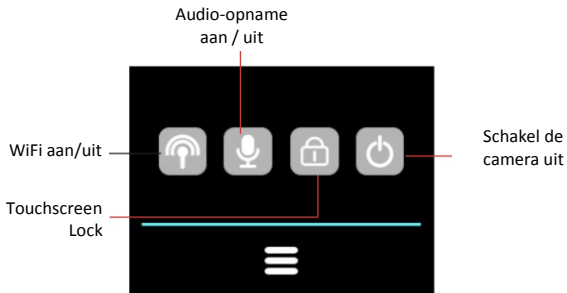 Audio-opname
aan / uit
WiFi aan/uit
Schakel de
camera uit
Touchscreen
Lock